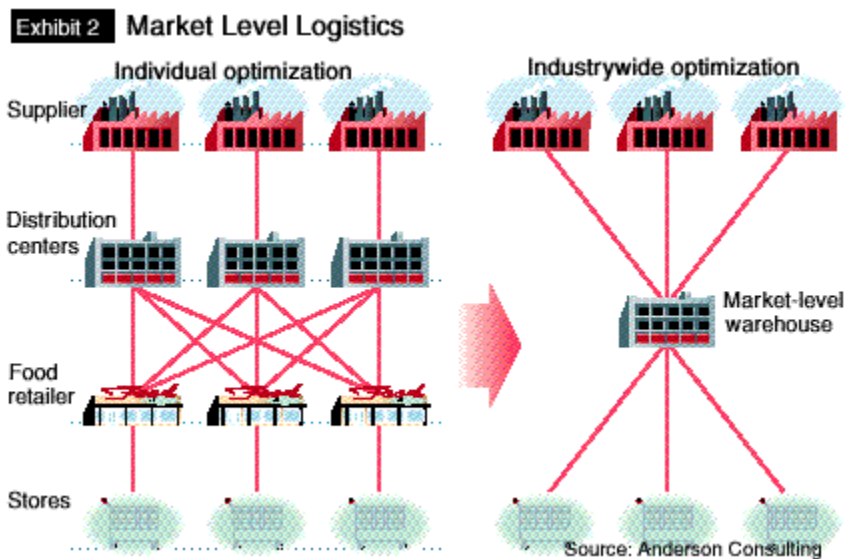 Exhibit 2 Market Level Logistics
Individual optimization
Industrywide optimization
Supplier
Distribution
centers
Market-level
warehouse
Food
retailer
Stores
Source: Anderson Consulting